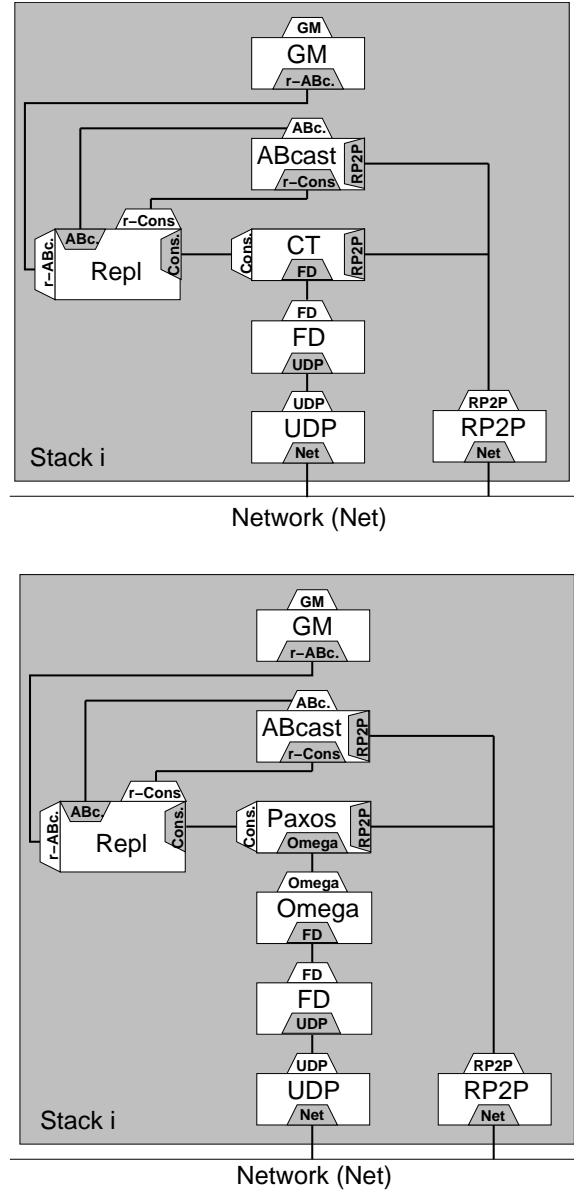 GM
GM
r-ABc.
ABc.
ABcast
RP2P
r-Cons
r-Cons
r-ABc.
ABc.
Cons.
Repl
Cons.
CT
RP2P
FD
FD
FD
UDP
UDP
UDP
Net
RP2P
RP2P
Net
Stack i
Network (Net)
GM
GM
r-ABc.
ABc.
ABcast
RP2P
r-Cons
r-Cons
r-ABc.
ABc.
Cons.
Repl
Cons.
Paxos
RP2P
Omega
Omega
Omega
FD
FD
FD
UDP
UDP
UDP
Net
RP2P
RP2P
Net
Stack i
Network (Net)